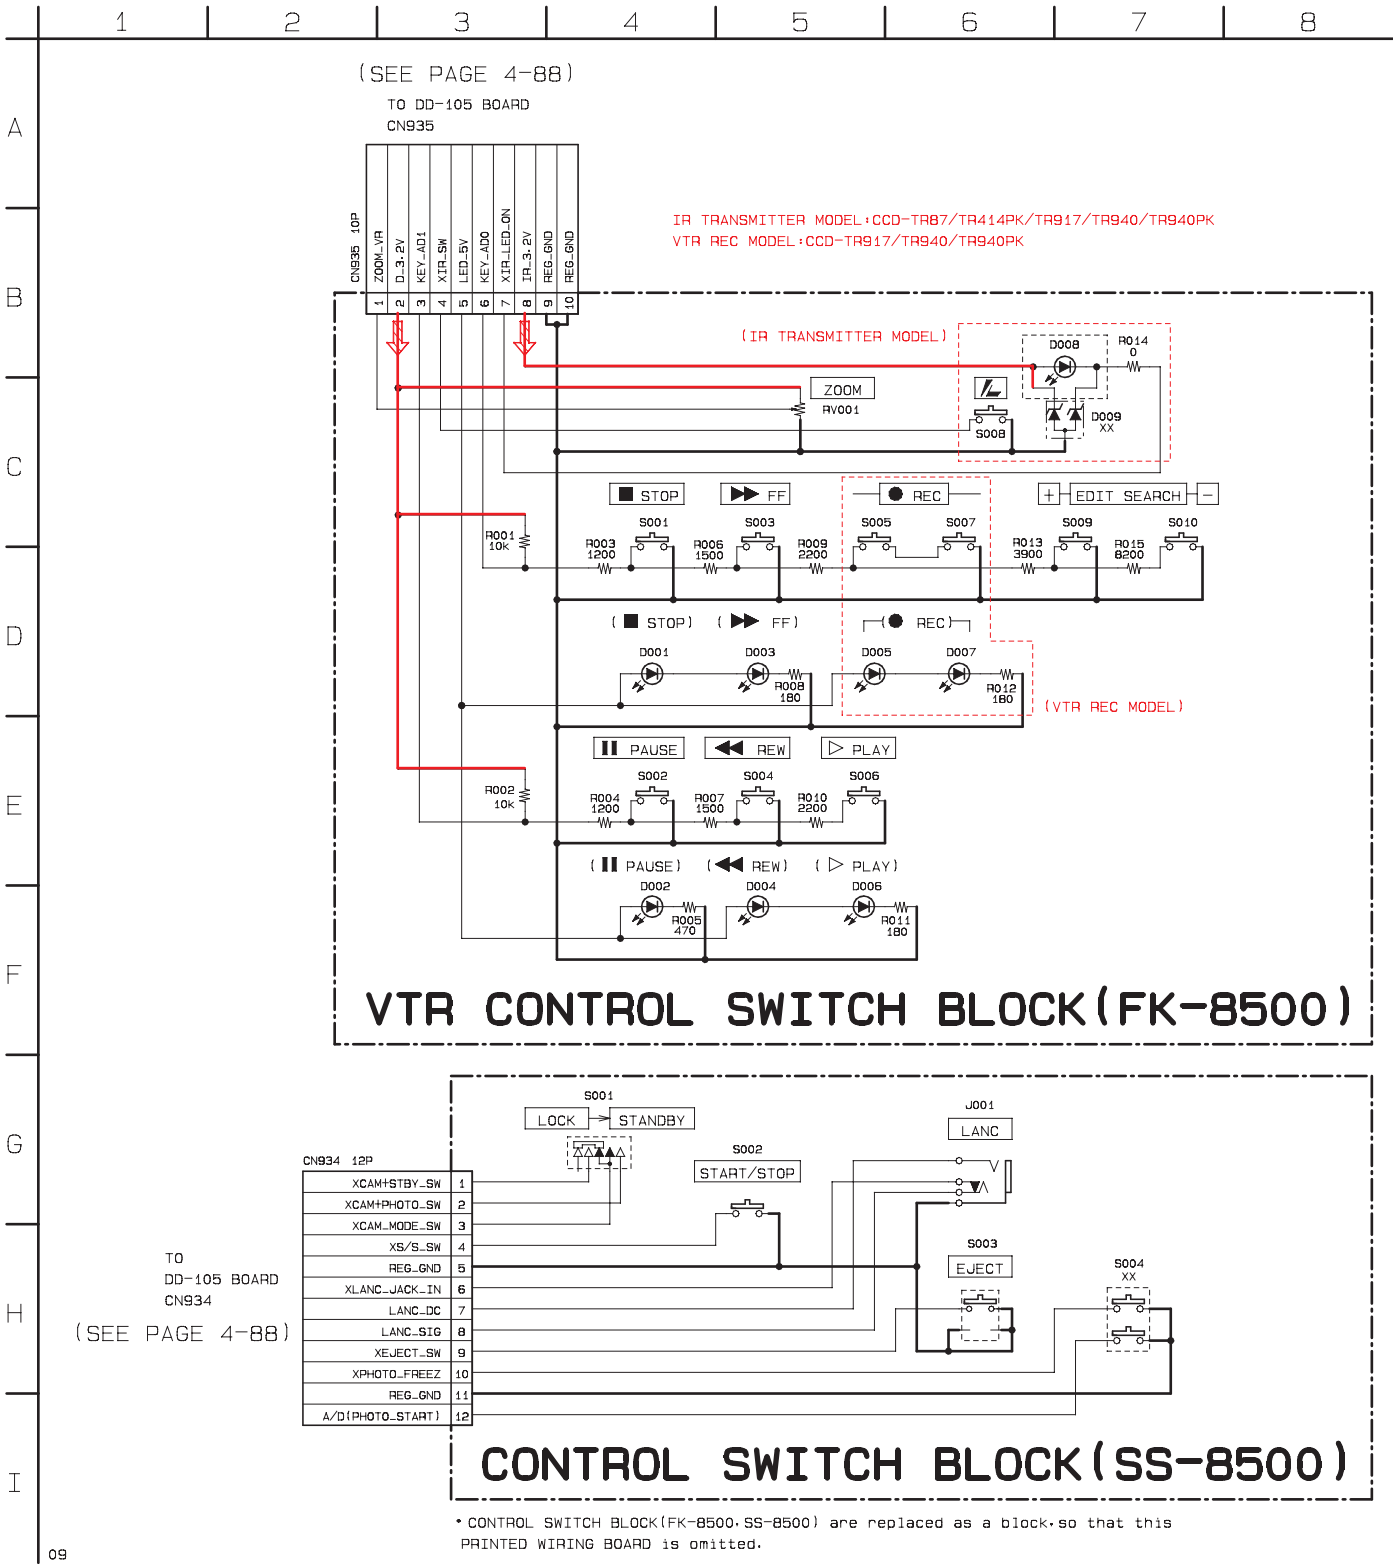 1 2 3 4 5 6 7 8
A
B
C
D
E
F
G
H
I
(SEE PAGE 4-88)
TO DD-105 BOARD
CN935
CN935 10P
ZOOM_VR
D_3.2V
KEY_AD1
XIR_SW
LED_5V
KEY_AD0
XIR_LED_ON
IR_3.2V
REG_GND
REG_GND
1 2 3 4 5 6 7 8 9 10
IR TRANSMITTER MODEL:CCD-TR87/TR414PK/TR917/TR940/TR940PK
VTR REC MODEL:CCD-TR917/TR940/TR940PK
(IR TRANSMITTER MODEL)
D008
R014
0
ZOOM
RV001
S008
D009
XX
STOP
FF
REC
+ EDIT SEARCH -
R001
10k
R003
1200
S001
R006
1500
S003
R009
2200
S005
S007
R013
3900
S009
R015
8200
S010
( STOP)
( FF)
( REC)
D001
D003
R008
180
D005
D007
R012
180
(VTR REC MODEL)
PAUSE
REW
PLAY
R002
10k
R004
1200
S002
R007
1500
S004
R010
2200
S006
( PAUSE)
( REW)
( PLAY)
D002
R005
470
D004
D006
R011
180
VTR CONTROL SWITCH BLOCK(FK-8500)
S001
LOCK STANDBY
S002
START/STOP
J001
LANC
CN934 12P
XCAM+STBY_SW 1
XCAM+PHOTO_SW 2
XCAM_MODE_SW 3
XS/S_SW 4
REG_GND 5
XLANC_JACK_IN 6
LANC_DC 7
LANC_SIG 8
XEJECT_SW 9
XPHOTO_FREEZ 10
REG_GND 11
A/D(PHOTO_START) 12
TO
DD-105 BOARD
CN934
(SEE PAGE 4-88)
S003
EJECT
S004
XX
CONTROL SWITCH BLOCK(SS-8500)
* CONTROL SWITCH BLOCK(FK-8500.SS-8500) are replaced as a block.so that this
PRINTED WIRING BOARD is omitted.
09